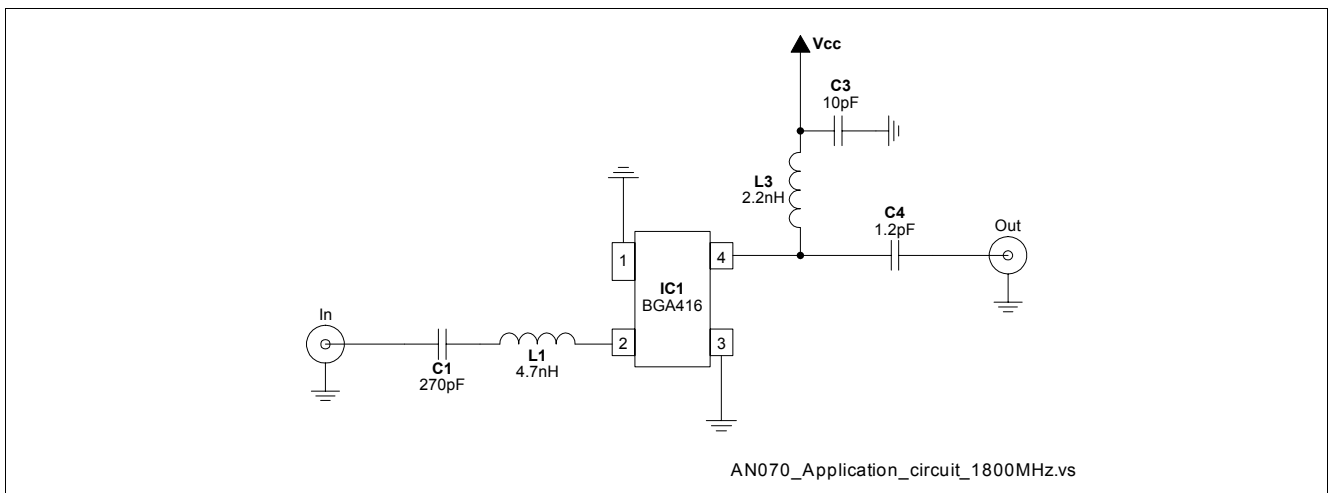 Vcc
C3
10pF
L3
2.2nH
C4
1.2pF
Out
1
4
IC1
BGA416
In
2
3
C1
270pF
L1
4.7nH
AN070_Application_circuit_1800MHz.vs